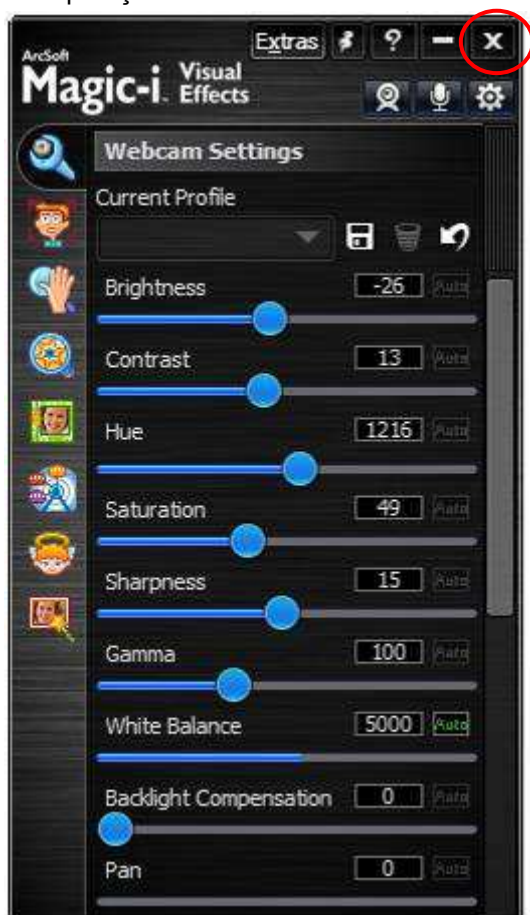 Extras ? X
ArcSoft
Magic-i. Visual
Effects
Webcam Settings
Current Profile
Brightness -26 Auto
Contrast 13 Auto
Hue 1216 Auto
Saturation 49 Auto
Sharpness 15 Auto
Gamma 100 Auto
White Balance 5000 Auto
Backlight Compensation 0 Auto
Pan 0 Auto